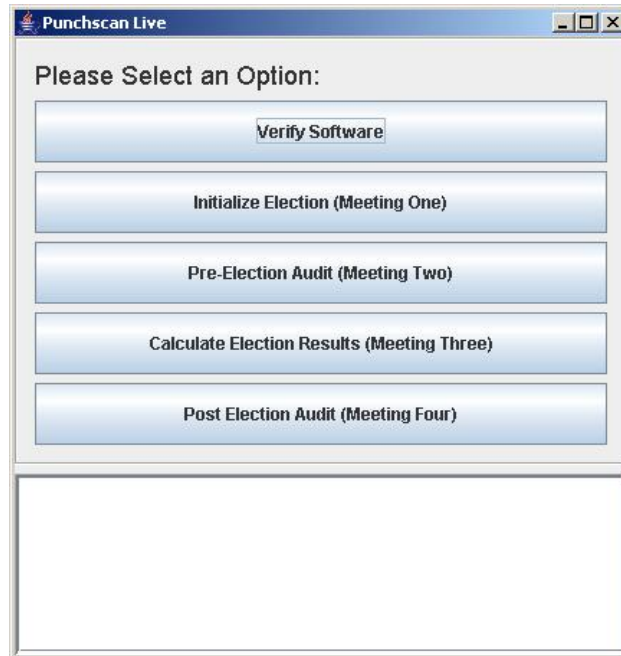 Punchscan Live
Please Select an Option:
Verify Software
Initialize Election (Meeting One)
Pre-Election Audit (Meeting Two)
Calculate Election Results (Meeting Three)
Post Election Audit (Meeting Four)